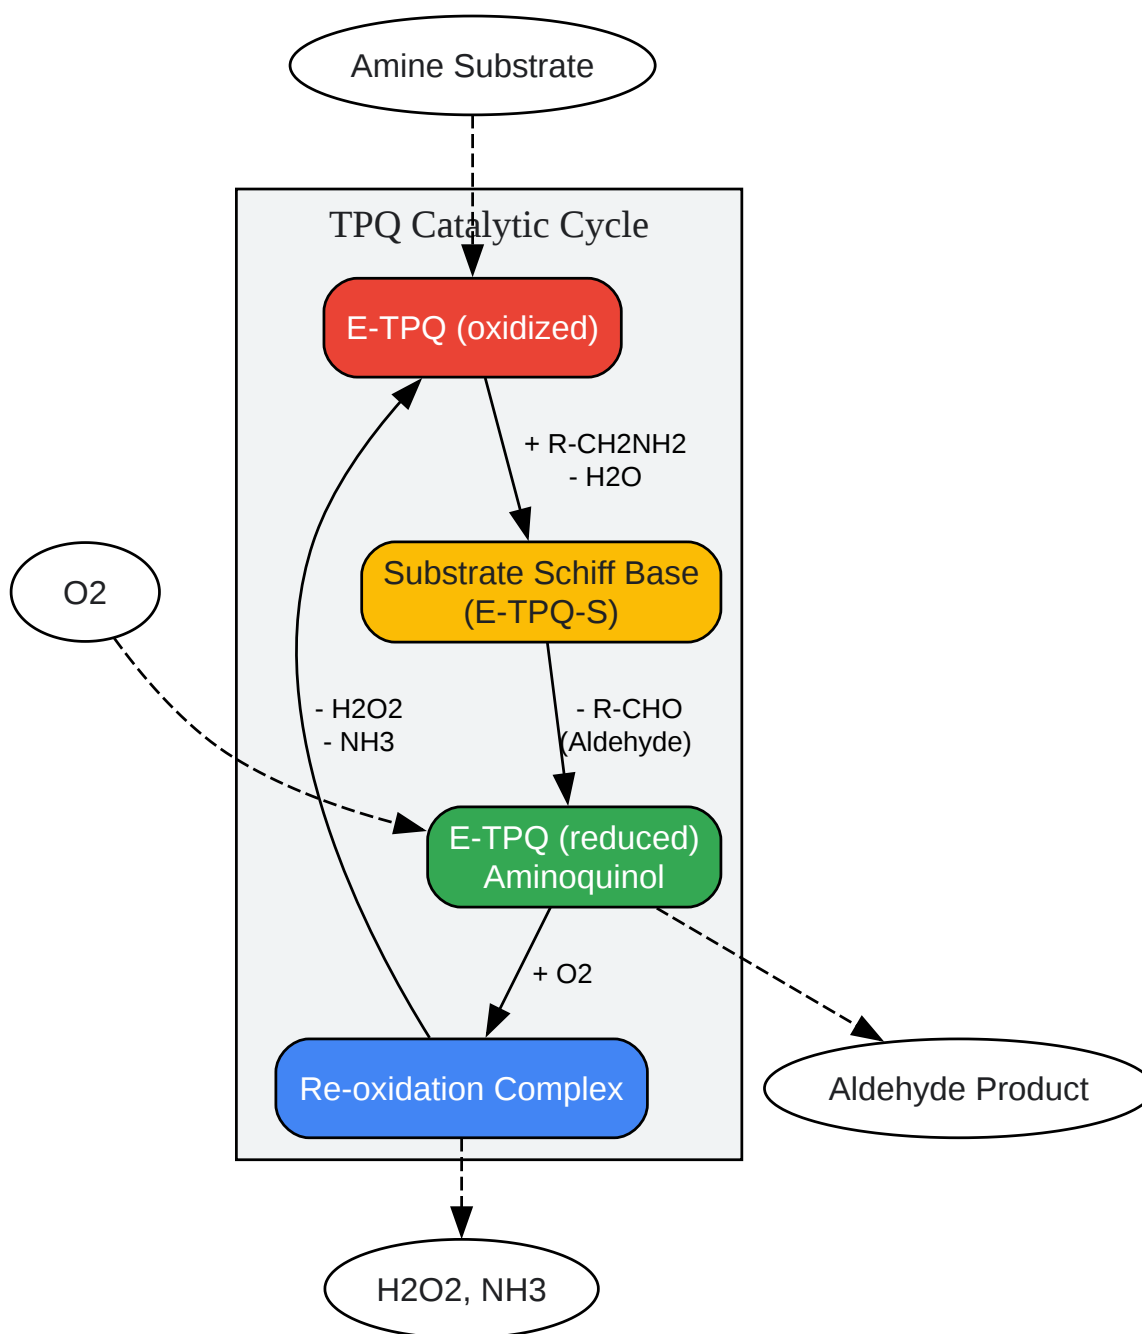 Amine Substrate
TPQ Catalytic Cycle
E-TPQ (oxidized)
+ R-CH2NH2
- H2O
Substrate Schiff Base
(E-TPQ-S)
O2
- H2O2
- NH3
- R-CHO
(Aldehyde)
E-TPQ (reduced)
Aminoquinol
+ O2
Re-oxidation Complex
Aldehyde Product
H2O2, NH3